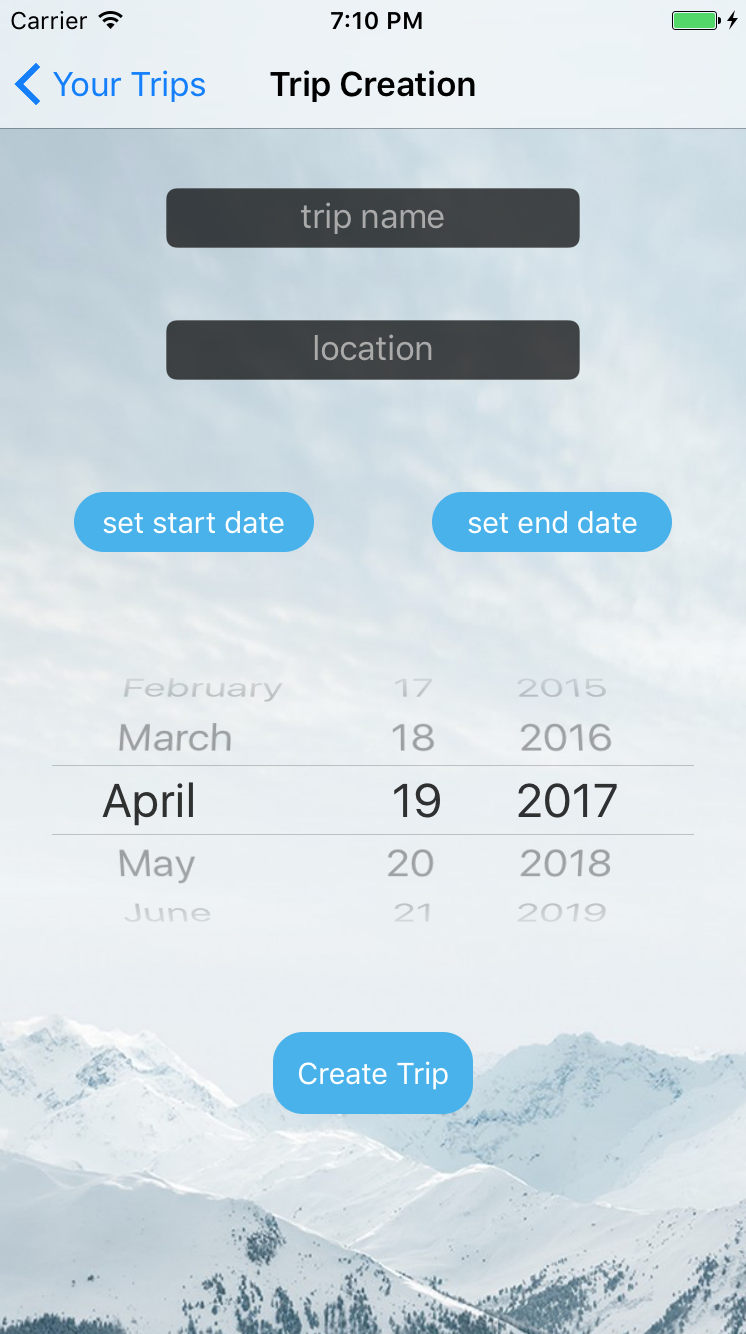 Carrier 7:10 PM
Your Trips Trip Creation
trip name
location
set start date set end date
February 17 2015
March 18 2016
April 19 2017
May 20 2018
June 21 2019
Create Trip